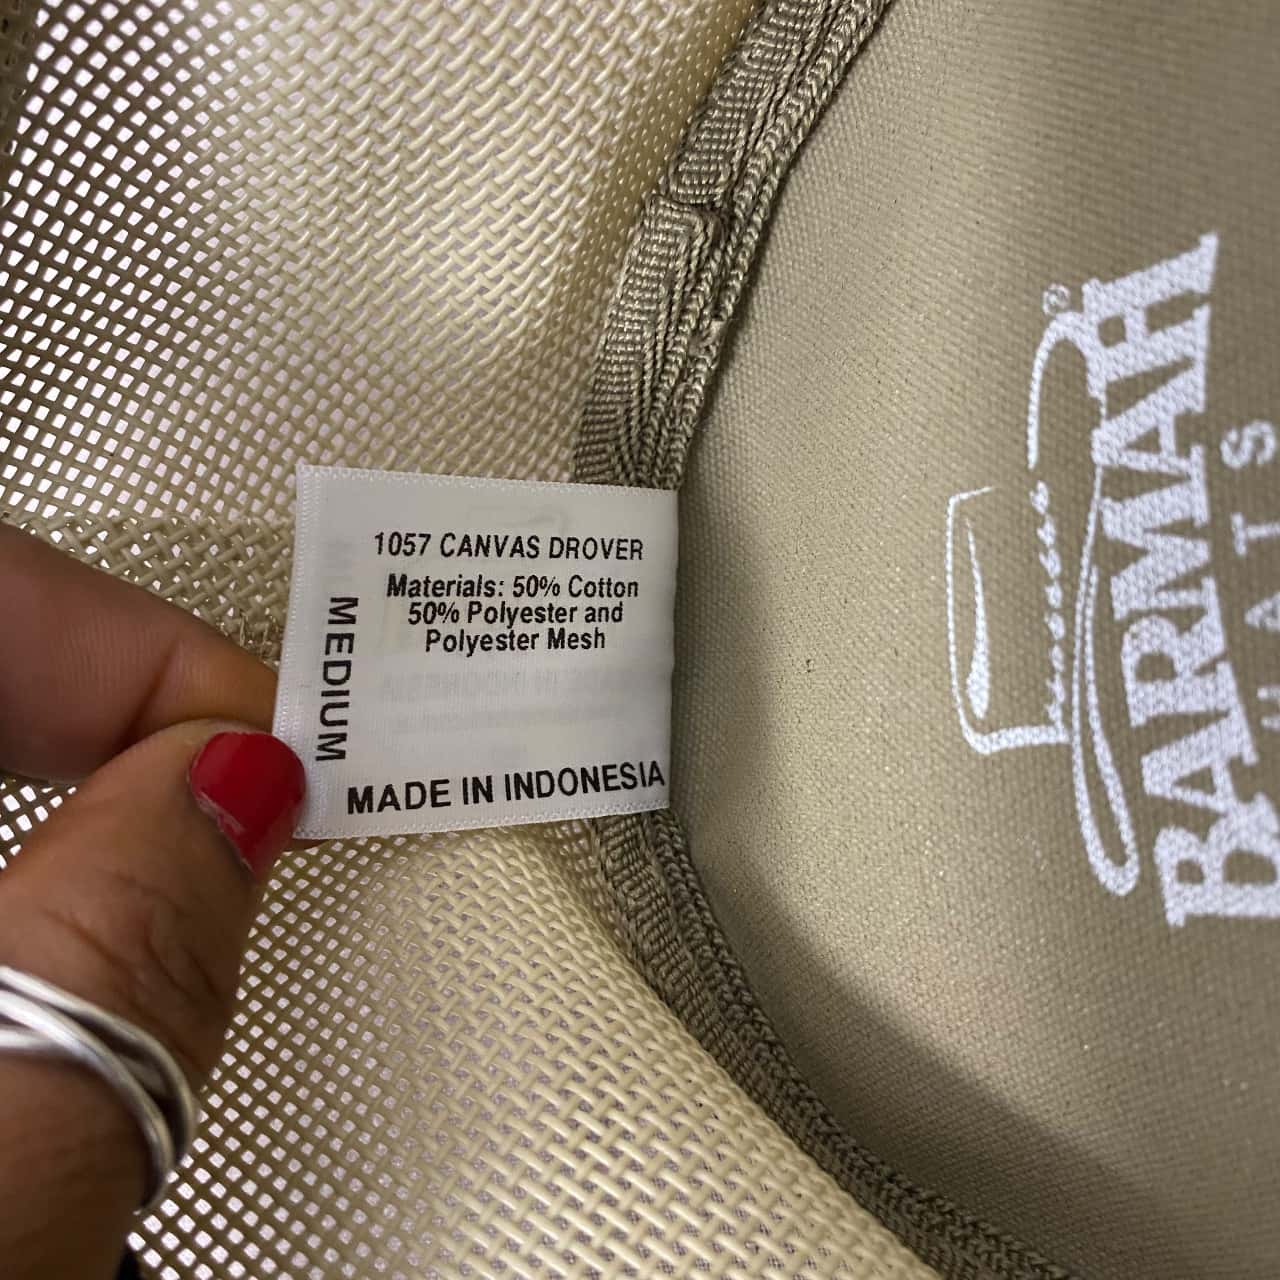 1057 CANVAS DROVER
Materials: 50% Cotton
50% Polyester and
Polyester Mesh
MEDIUM
MADE IN INDONESIA
®
BARMAH
HATS